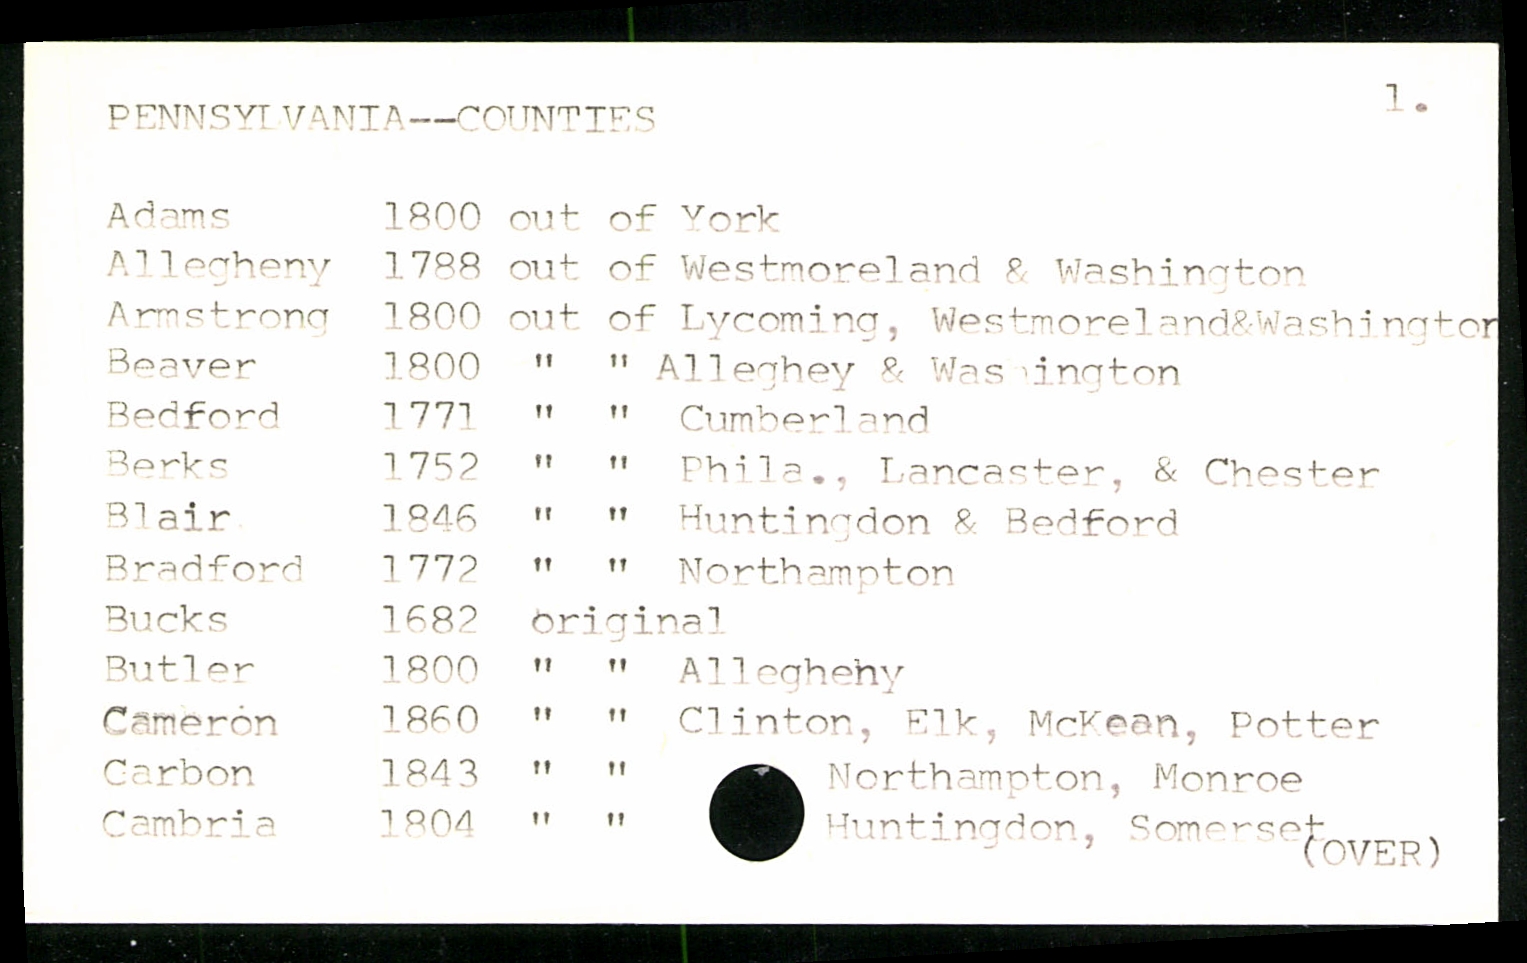 1.
PENNSYLVANIA--COUNTIES
Adams 1800 out of York
Allegheny 1788 out of Westmoreland & Washington
Armstrong 1800 out of Lycoming, Westmoreland&Washington
Beaver 1800 " " Alleghey & Washington
Bedford 1771 " " Cumberland
Berks 1752 " " Phila., Lancaster, & Chester
Blair 1846 " " Huntingdon & Bedford
Bradford 1772 " " Northampton
Bucks 1682 original
Butler 1800 " " Allegheny
Cameron 1860 " " Clinton, Elk, McKean, Potter
Carbon 1843 " " Northampton, Monroe
Cambria 1804 " " Huntingdon, Somerset
(OVER)